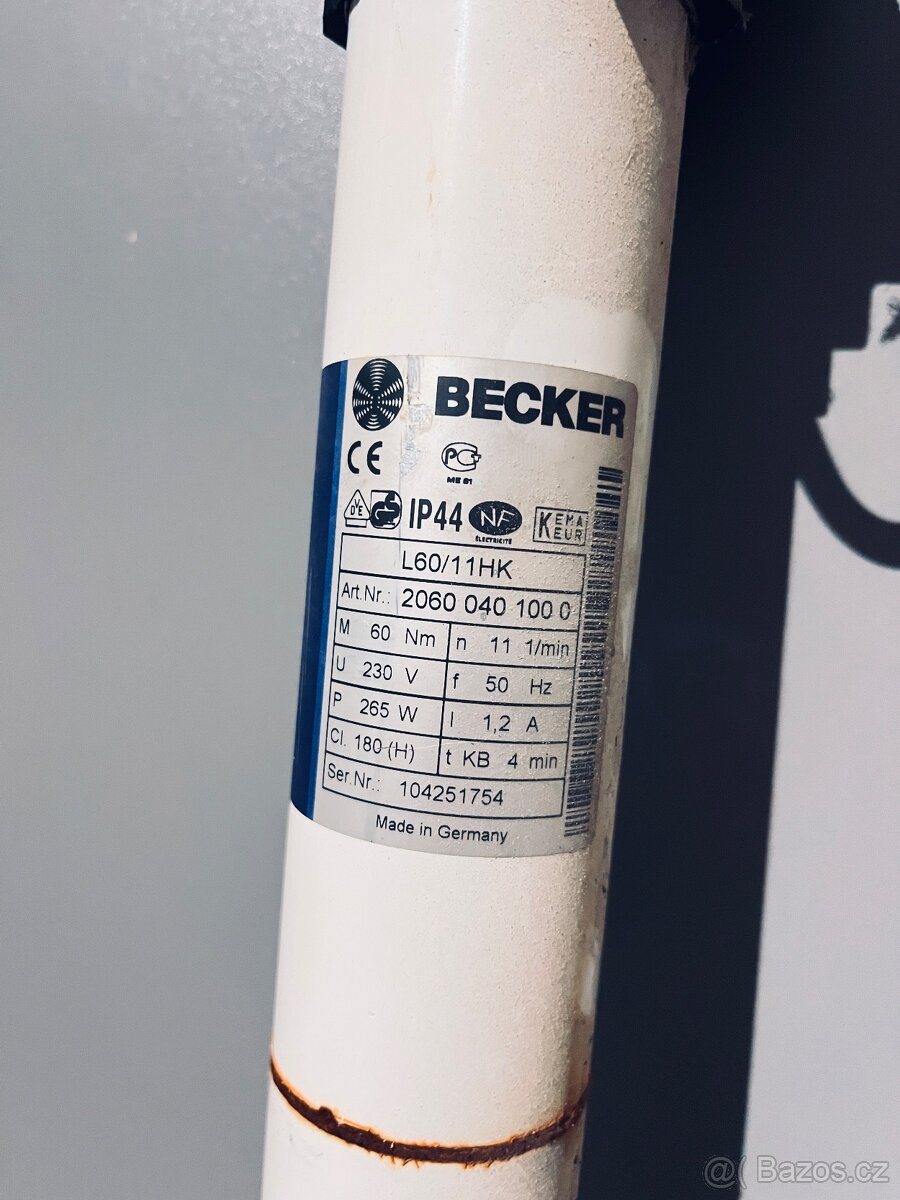 BECKER
CE
PC
ME 61
VDE IP44 NF KEMA
ÉLECTRICITÉ KEUR
L60/11HK
Art.Nr.: 2060 040 100 0
M 60 Nm n 11 1/min
U 230 V f 50 Hz
P 265 W I 1,2 A
Cl. 180 (H) t KB 4 min
Ser.Nr.: 104251754
Made in Germany
@( Bazos.cz